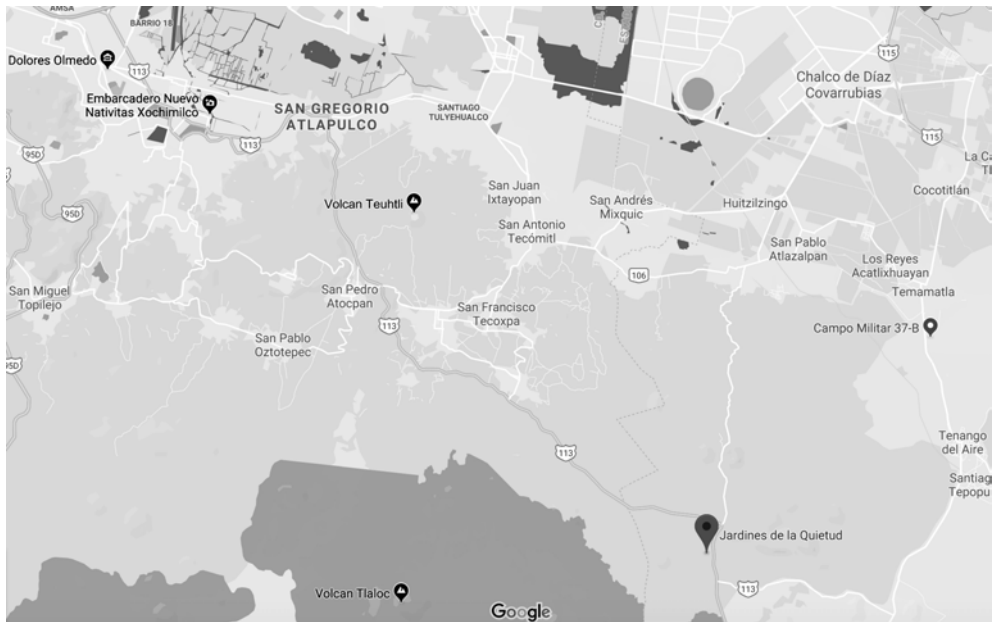 AMSA
BARRIO 18
Dolores Olmedo
113
Embarcadero Nuevo
Nativitas Xochimilco
SAN GREGORIO
ATLAPULCO
SANTIAGO
TULYEHUALCO
115
Chalco de Díaz
Covarrubias
113
95D
115
95D
Volcan Teuhtli
San Juan
Ixtayopan
San Andrés
Mixquic
Huitzilzingo
Cocotitlán
San Antonio
Tecómitl
San Pablo
Atlazalpan
Los Reyes
Acatlixhuayan
106
San Miguel
Topilejo
San Pedro
Atocpan
San Francisco
Tecoxpa
Temamatla
113
Campo Militar 37-B
San Pablo
Oztotepec
95D
Tenango
del Aire
113
Jardines de la Quietud
113
Volcan Tlaloc
Google